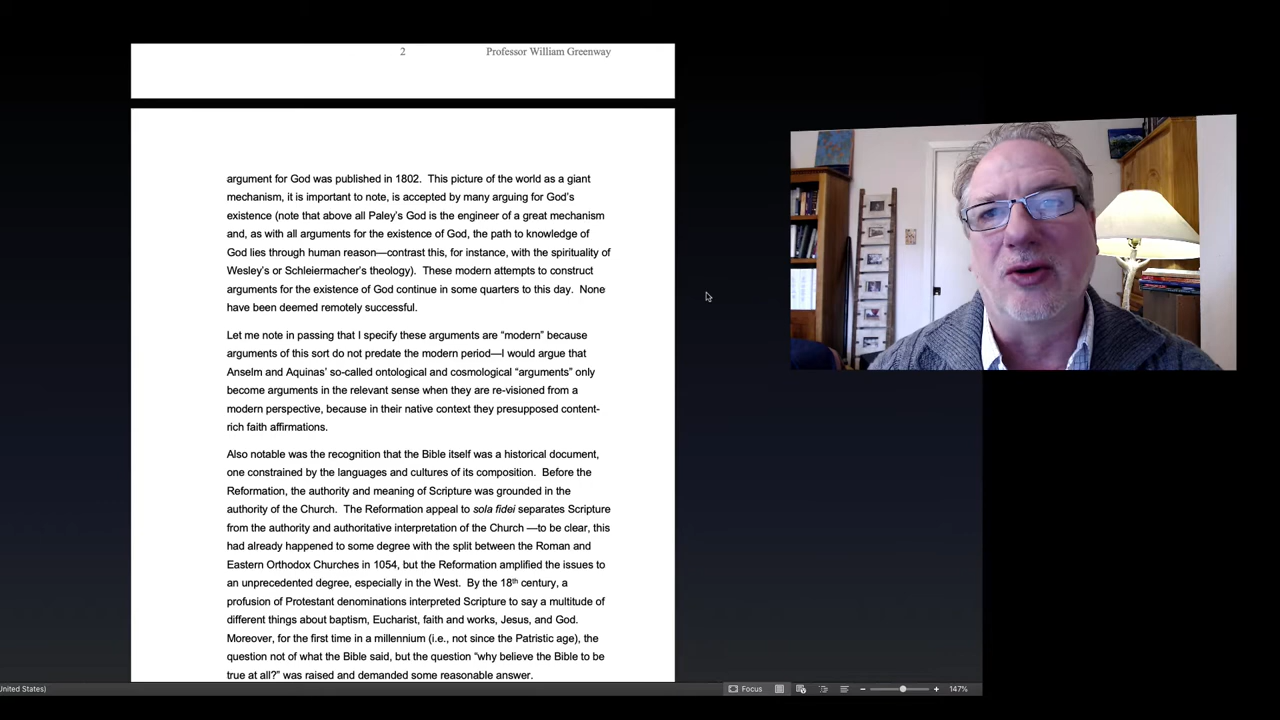 2 Professor William Greenway
argument for God was published in 1802. This picture of the world as a giant
mechanism, it is important to note, is accepted by many arguing for God's
existence (note that above all Paley's God is the engineer of a great mechanism
and, as with all arguments for the existence of God, the path to knowledge of
God lies through human reason—contrast this, for instance, with the spirituality of
Wesley's or Schleiermacher's theology). These modern attempts to construct
arguments for the existence of God continue in some quarters to this day. None
have been deemed remotely successful.
Let me note in passing that I specify these arguments are “modern” because
arguments of this sort do not predate the modern period—I would argue that
Anselm and Aquinas’ so-called ontological and cosmological “arguments” only
become arguments in the relevant sense when they are re-visioned from a
modern perspective, because in their native context they presupposed content-
rich faith affirmations.
Also notable was the recognition that the Bible itself was a historical document,
one constrained by the languages and cultures of its composition. Before the
Reformation, the authority and meaning of Scripture was grounded in the
authority of the Church. The Reformation appeal to sola fidei separates Scripture
from the authority and authoritative interpretation of the Church —to be clear, this
had already happened to some degree with the split between the Roman and
Eastern Orthodox Churches in 1054, but the Reformation amplified the issues to
an unprecedented degree, especially in the West. By the 18th century, a
profusion of Protestant denominations interpreted Scripture to say a multitude of
different things about baptism, Eucharist, faith and works, Jesus, and God.
Moreover, for the first time in a millennium (i.e., not since the Patristic age), the
question not of what the Bible said, but the question “why believe the Bible to be
true at all?” was raised and demanded some reasonable answer.
United States) Focus 147%